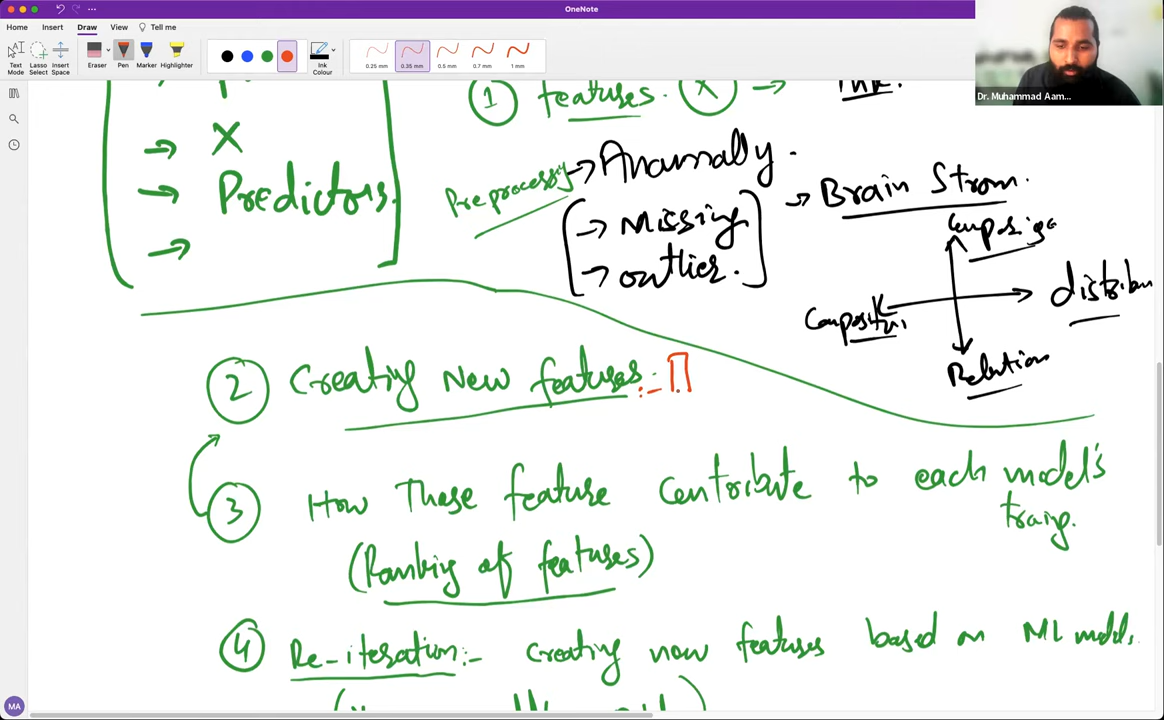 OneNote
Home Insert Draw View Tell me
Text Mode
Lasso Select
Insert Space
Eraser
Pen
Marker
Highlighter
Ink Colour
0.25 mm
0.35 mm
0.5 mm
0.7 mm
1 mm
Dr. Muhammad Aam...
→ X
→ Predictors.
→
1 features. X →
Preprocessy → Anamally.
→ Missing
→ outlier.
→ Brain Strom.
distribu
Relation
2 Creating New features :-
3 How These feature Contribute to each model's
traing.
(Ranking of features)
4 Re-iteration:- Creating new features based on ML model,
MA